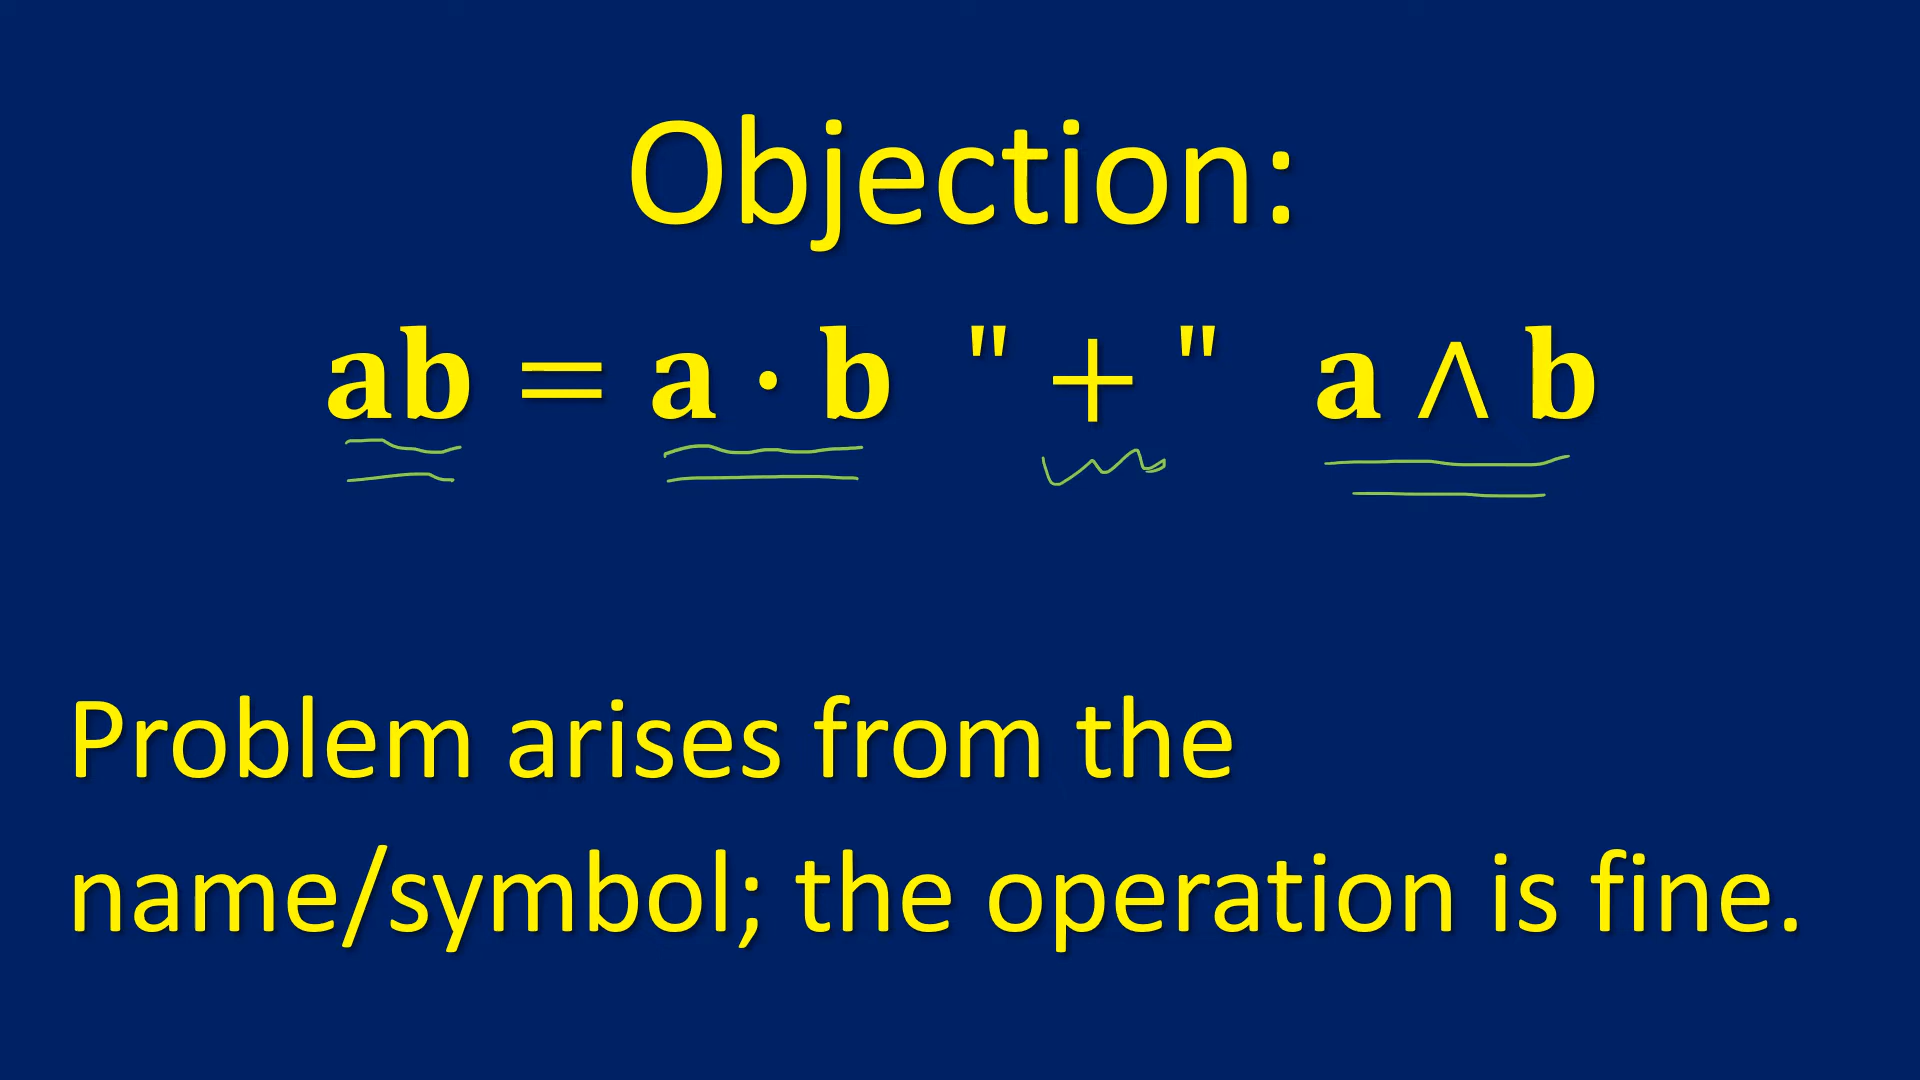 Objection:
ab = a · b "+" a ∧ b
Problem arises from the
name/symbol; the operation is fine.